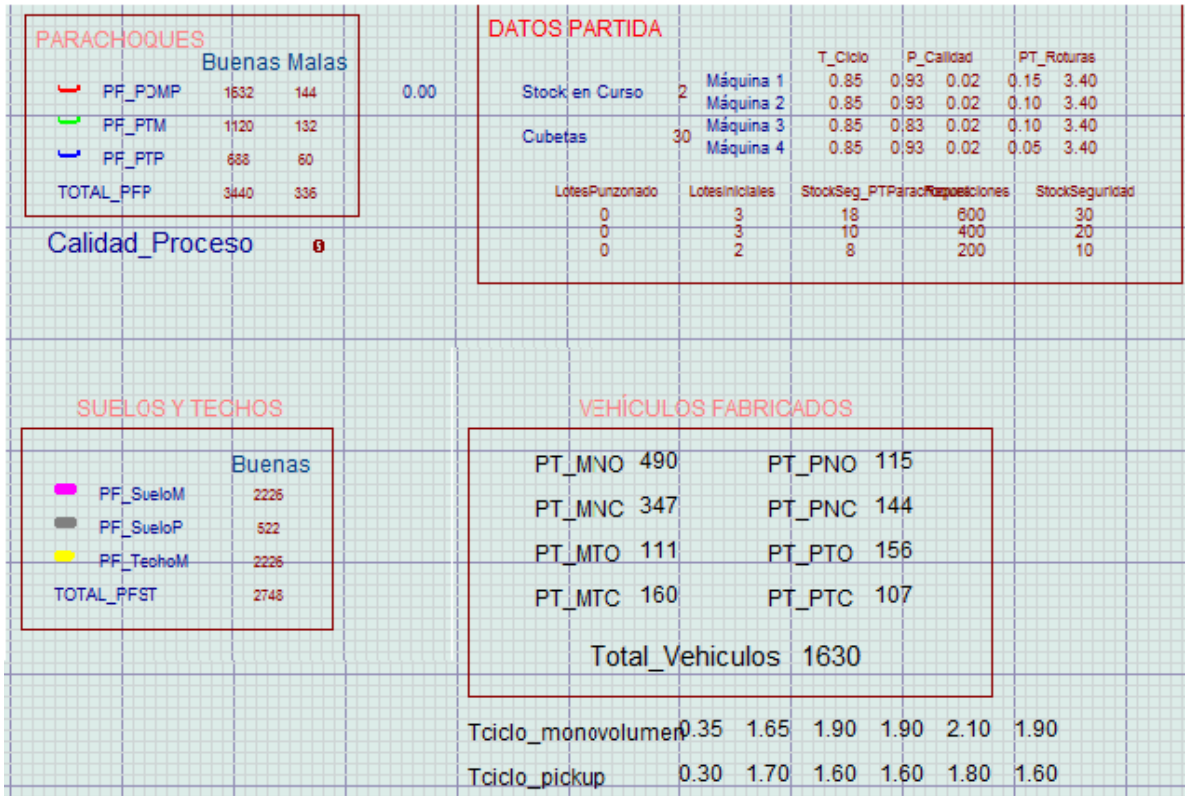 PARACHOQUES
Buenas Malas
PF_PDMP 1632 144 0.00
PF_PTM 1120 132
PF_PTP 688 60
TOTAL_PFP 3440 336
Calidad_Proceso
DATOS PARTIDA
T_Ciclo P_Calidad PT_Roturas
Stock en Curso 2
Cubetas 30
Máquina 1 0.85 0.93 0.02 0.15 3.40
Máquina 2 0.85 0.93 0.02 0.10 3.40
Máquina 3 0.85 0.83 0.02 0.10 3.40
Máquina 4 0.85 0.93 0.02 0.05 3.40
LotesPunzonado LotesIniciales StockSeg_PTParachoques StockSeguridad
0 3 18 600 30
0 3 10 400 20
0 2 8 200 10
SUELOS Y TECHOS
Buenas
PF_SueloM 2226
PF_SueloP 522
PF_TechoM 2226
TOTAL_PFST 2748
VEHÍCULOS FABRICADOS
PT_MNO 490 PT_PNO 115
PT_MNC 347 PT_PNC 144
PT_MTO 111 PT_PTO 156
PT_MTC 160 PT_PTC 107
Total_Vehiculos 1630
Tciclo_monovolumen 0.35 1.65 1.90 1.90 2.10 1.90
Tciclo_pickup 0.30 1.70 1.60 1.60 1.80 1.60